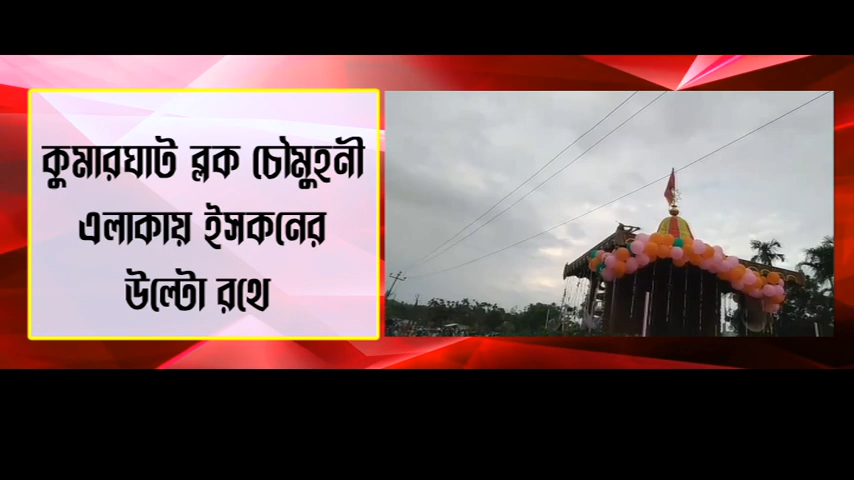 কুমারঘাট ব্লক চৌমুহনী
এলাকায় ইসকনের
উল্টো রথে